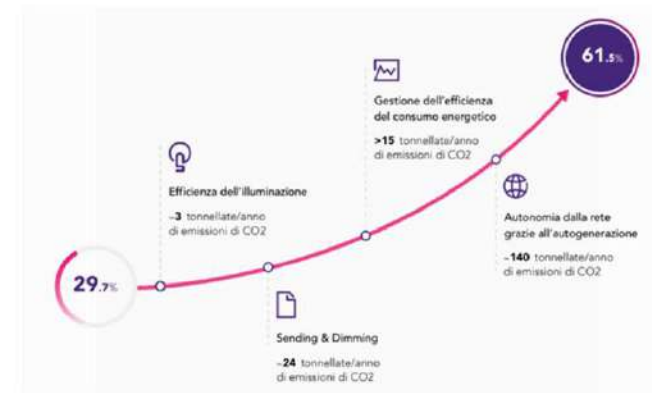 61.5%
Gestione dell'efficienza
del consumo energetico
>15 tonnellate/anno
di emissioni di CO2
Efficienza dell'illuminazione
~3 tonnellate/anno
di emissioni di CO2
Autonomia dalla rete
grazie all'autogenerazione
~140 tonnellate/anno
di emissioni di CO2
29.7%
Sending & Dimming
~24 tonnellate/anno
di emissioni di CO2